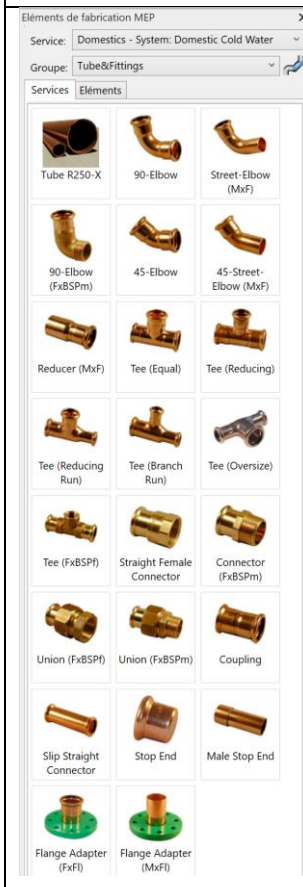 Eléments de fabrication MEP
Service: Domestics - System: Domestic Cold Water
Groupe: Tube&Fittings
Services Eléments
Tube R250-X
90-Elbow
Street-Elbow
(MxF)
90-Elbow
(FxBSPm)
45-Elbow
45-Street-
Elbow (MxF)
Reducer (MxF)
Tee (Equal)
Tee (Reducing)
Tee (Reducing
Run)
Tee (Branch
Run)
Tee (Oversize)
Tee (FxBSPf)
Straight Female
Connector
Connector
(FxBSPm)
Union (FxBSPf)
Union (FxBSPm)
Coupling
Slip Straight
Connector
Stop End
Male Stop End
Flange Adapter
(FxFl)
Flange Adapter
(MxFl)